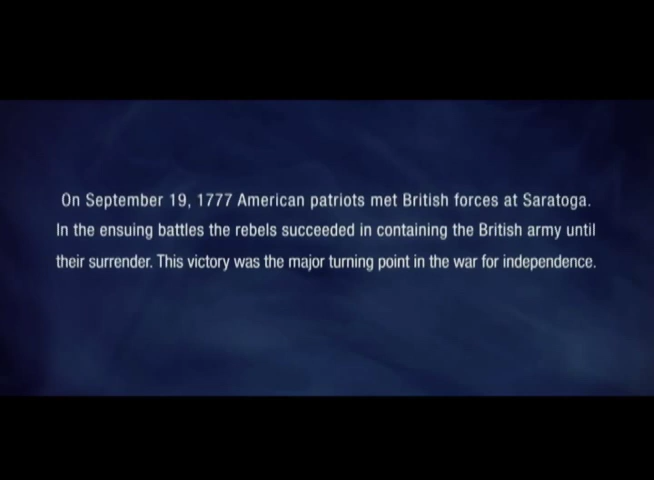 On September 19, 1777 American patriots met British forces at Saratoga.
In the ensuing battles the rebels succeeded in containing the British army until
their surrender. This victory was the major turning point in the war for independence.